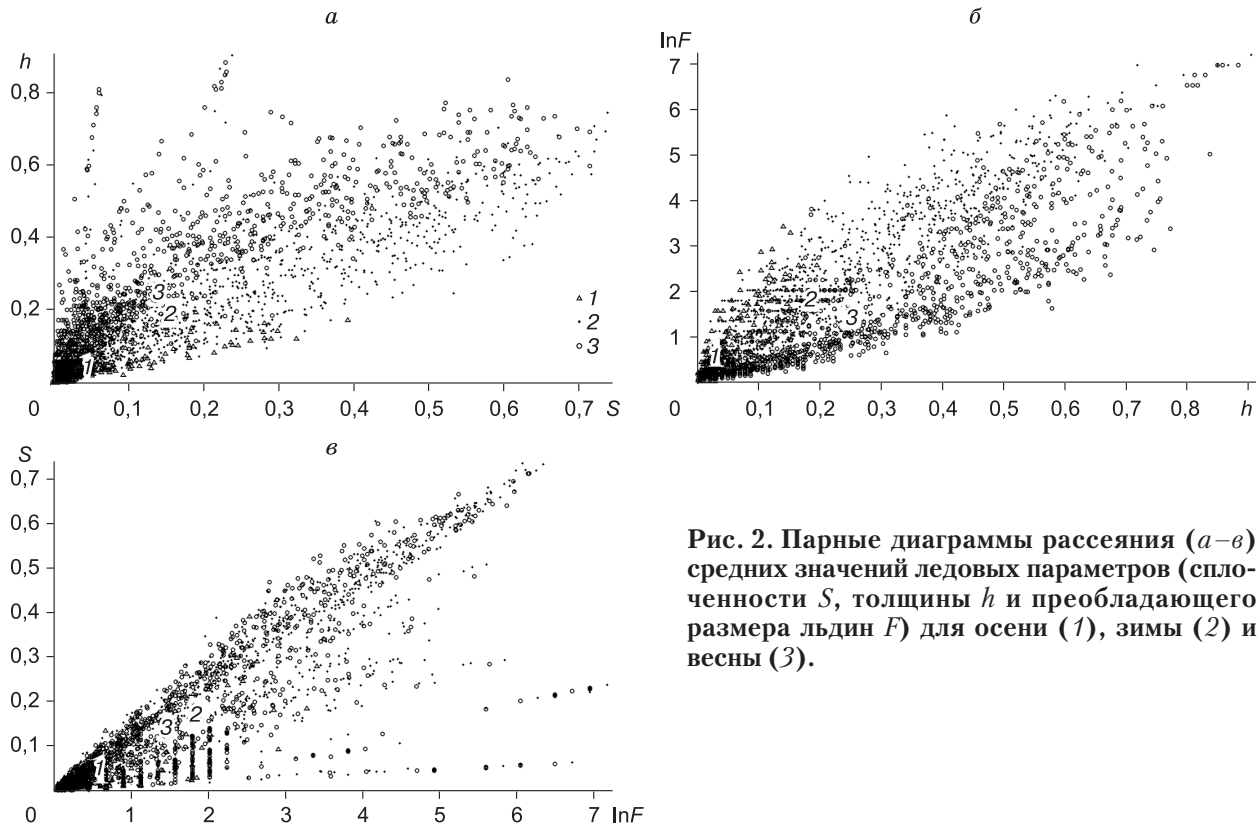 а
h
0,8
0,6
0,4
0,2
0
0,1 0,2 0,3 0,4 0,5 0,6 0,7 S
3
2
1
1
2
3
б
lnF
7
6
5
4
3
2
1
0
0,1 0,2 0,3 0,4 0,5 0,6 0,7 0,8 h
2
3
1
в
S
0,7
0,6
0,5
0,4
0,3
0,2
0,1
0 1 2 3 4 5 6 7 lnF
3 2
1
Рис. 2. Парные диаграммы рассеяния (а–в)
средних значений ледовых параметров (спло-
ченности S, толщины h и преобладающего
размера льдин F) для осени (1), зимы (2) и
весны (3).